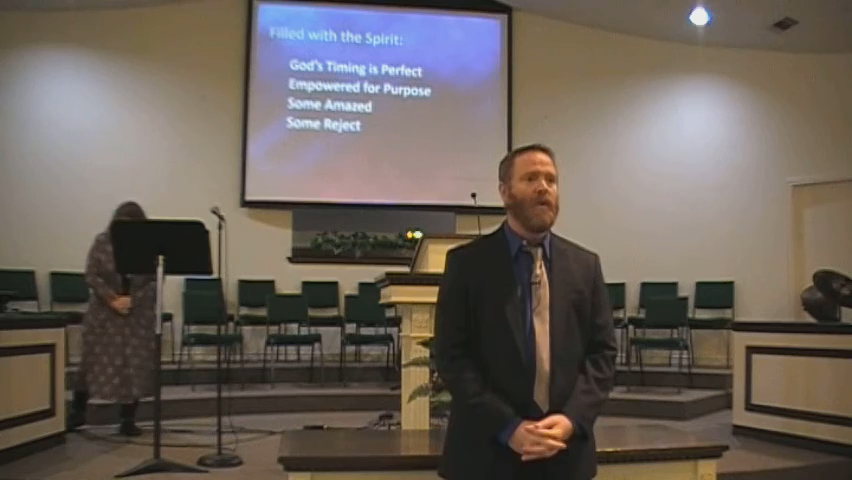 Filled with the Spirit:
God's Timing is Perfect
Empowered for Purpose
Some Amazed
Some Reject